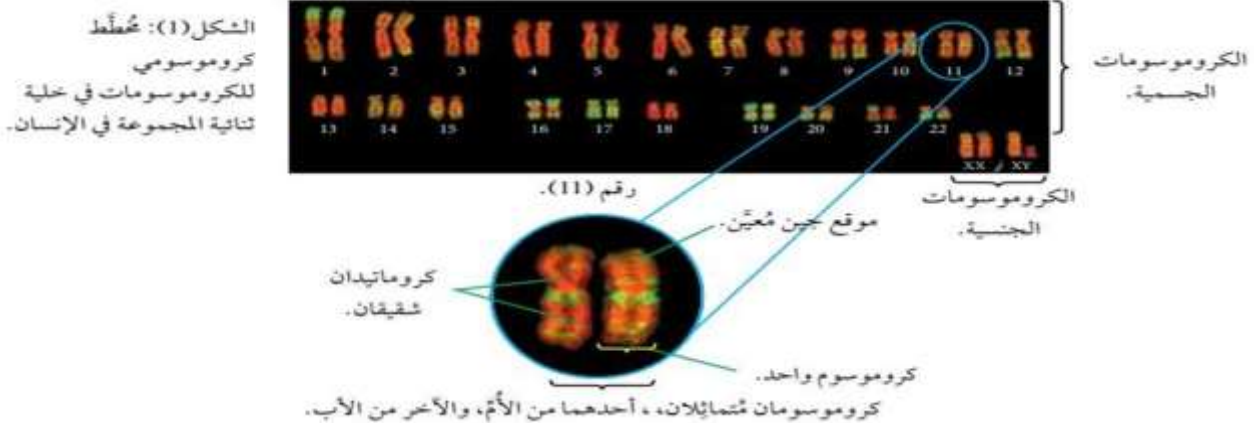 الشكل(1): مُخطَّط
كروموسومي
للكروموسومات في خلية
ثنائية المجموعة في الإنسان.
1 2 3 4 5 6 7 8 9 10 11 12
13 14 15 16 17 18 19 20 21 22
XX / XY
الكروموسومات
الجسمية.
الكروموسومات
الجنسية.
رقم (11).
موقع جين مُعيَّن.
كروماتيدان
شقيقان.
كروموسوم واحد.
كروموسومان مُتماثِلان، ، أحدهما من الأُمّ، والآخر من الأب.